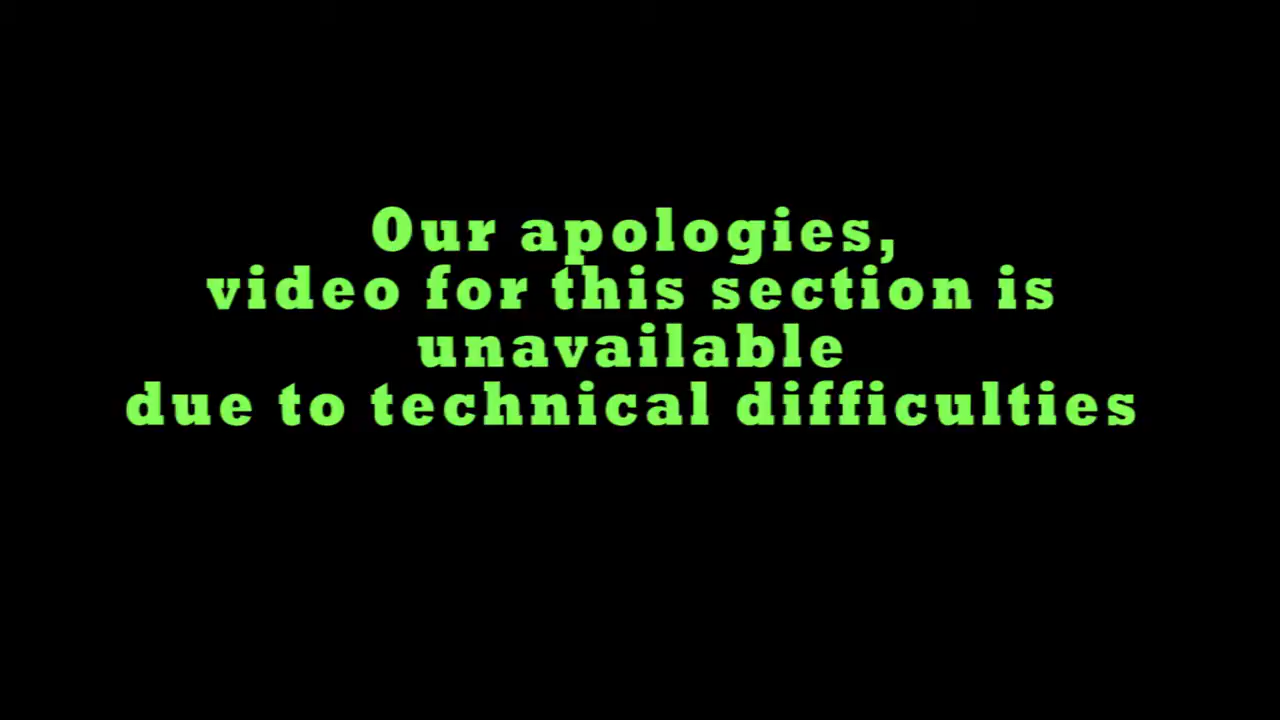 Our apologies,
video for this section is
unavailable
due to technical difficulties